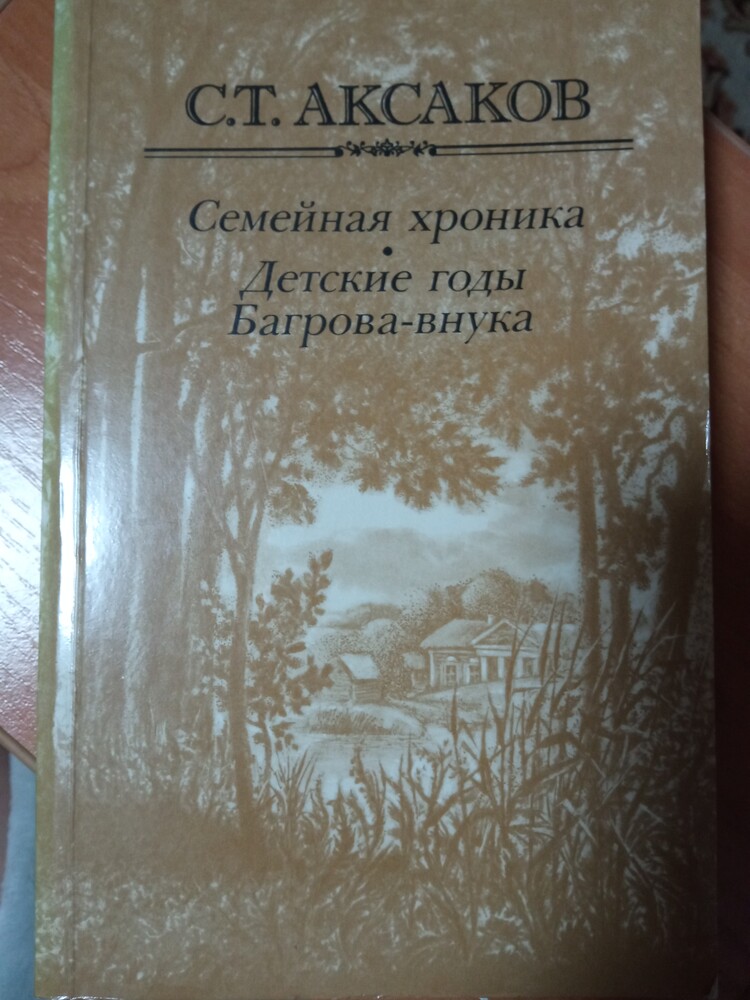 С.Т. АКСАКОВ
Семейная хроника
•
Детские годы
Багрова-внука